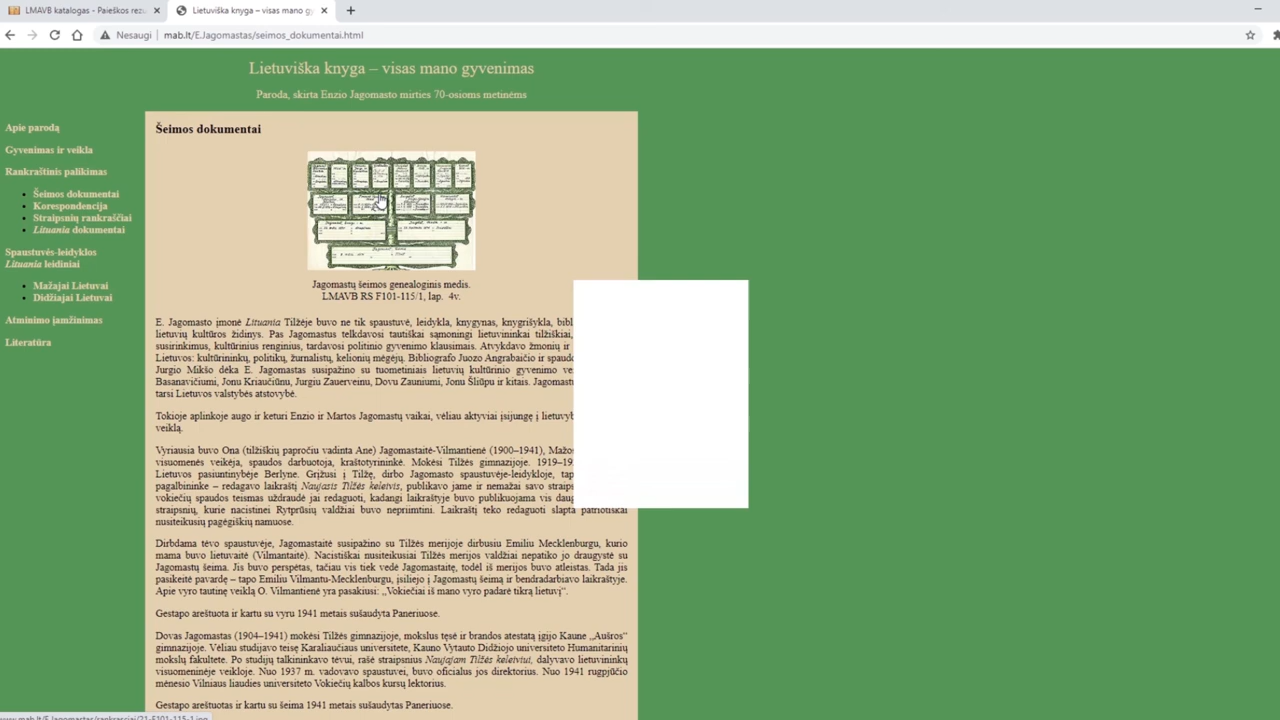 LMAVB katalogas - Paieškos rezu
Lietuviška knyga – visas mano gy
Nesaugi
mab.lt/E.Jagomastas/seimos_dokumentai.html
Lietuviška knyga – visas mano gyvenimas
Paroda, skirta Enzio Jagomasto mirties 70-osioms metinėms
Apie parodą
Gyvenimas ir veikla
Rankraštinis palikimas
Šeimos dokumentai
Korespondencija
Straipsnių rankraščiai
Lituania dokumentai
Spaustuvės-leidyklos
Lituania leidiniai
Mažajai Lietuvai
Didžiajai Lietuvai
Atminimo įamžinimas
Literatūra
Šeimos dokumentai
Jagomastų šeimos genealoginis medis.
LMAVB RS F101-115/1, lap. 4v.
E. Jagomasto įmonė Lituania Tilžėje buvo ne tik spaustuvė, leidykla, knygynas, knygrišykla, bibl
lietuvių kultūros židinys. Pas Jagomastus telkdavosi tautiškai sąmoningi lietuvininkai tilžiškiai,
susirinkimus, kultūrinius renginius, tardavosi politinio gyvenimo klausimais. Atvykdavo žmonių ir
Lietuvos: kultūrininkų, politikų, žurnalistų, kelionių mėgėjų. Bibliografo Juozo Angrabaičio ir spaudo
Jurgio Mikšo dėka E. Jagomastas susipažino su tuometiniais lietuvių kultūrinio gyvenimo ve
Basanavičiumi, Jonu Kriaučiūnu, Jurgiu Zauerveinu, Dovu Zauniumi, Jonu Šliūpu ir kitais. Jagomastų
tarsi Lietuvos valstybės atstovybė.
Tokioje aplinkoje augo ir keturi Enzio ir Martos Jagomastų vaikai, vėliau aktyviai įsijungę į lietuvyb
veiklą.
Vyriausia buvo Ona (tilžiškių papročiu vadinta Ane) Jagomastaitė-Vilmantienė (1900–1941), Mažo
visuomenės veikėja, spaudos darbuotoja, kraštotyrininkė. Mokėsi Tilžės gimnazijoje. 1919–19
Lietuvos pasiuntinybėje Berlyne. Grįžusi į Tilžę, dirbo Jagomasto spaustuvėje-leidykloje, tap
pagalbininke – redagavo laikraštį Naujasis Tilžės keleivis, publikavo jame ir nemažai savo straips
vokiečių spaudos teismas uždraudė jai redaguoti, kadangi laikraštyje buvo publikuojama vis daug
straipsnių, kurie nacistinei Rytprūsių valdžiai buvo nepriimtini. Laikraštį teko redaguoti slapta patriotiškai
nusiteikusių pagėgiškių namuose.
Dirbdama tėvo spaustuvėje, Jagomastaitė susipažino su Tilžės merijoje dirbusiu Emiliu Mecklenburgu, kurio
mama buvo lietuvaitė (Vilmantaitė). Nacistiškai nusiteikusiai Tilžės merijos valdžiai nepatiko jo draugystė su
Jagomastų šeima. Jis buvo perspėtas, tačiau vis tiek vedė Jagomastaitę, todėl iš merijos buvo atleistas. Tada jis
pasikeitė pavardę – tapo Emiliu Vilmantu-Mecklenburgu, įsiliejo į Jagomastų šeimą ir bendradarbiavo laikraštyje.
Apie vyro tautinę veiklą O. Vilmantienė yra pasakiusi: „Vokiečiai iš mano vyro padarė tikrą lietuvį“.
Gestapo areštuota ir kartu su vyru 1941 metais sušaudyta Paneriuose.
Dovas Jagomastas (1904–1941) mokėsi Tilžės gimnazijoje, mokslus tęsė ir brandos atestatą įgijo Kaune „Aušros“
gimnazijoje. Vėliau studijavo teisę Karaliaučiaus universitete, Kauno Vytauto Didžiojo universiteto Humanitarinių
mokslų fakultete. Po studijų talkininkavo tėvui, rašė straipsnius Naujajam Tilžės keleiviui, dalyvavo lietuvininkų
visuomeninėje veikloje. Nuo 1937 m. vadovavo spaustuvei, buvo oficialus jos direktorius. Nuo 1941 rugpjūčio
mėnesio Vilniaus liaudies universiteto Vokiečių kalbos kursų lektorius.
Gestapo areštuotas ir kartu su šeima 1941 metais sušaudytas Paneriuose.